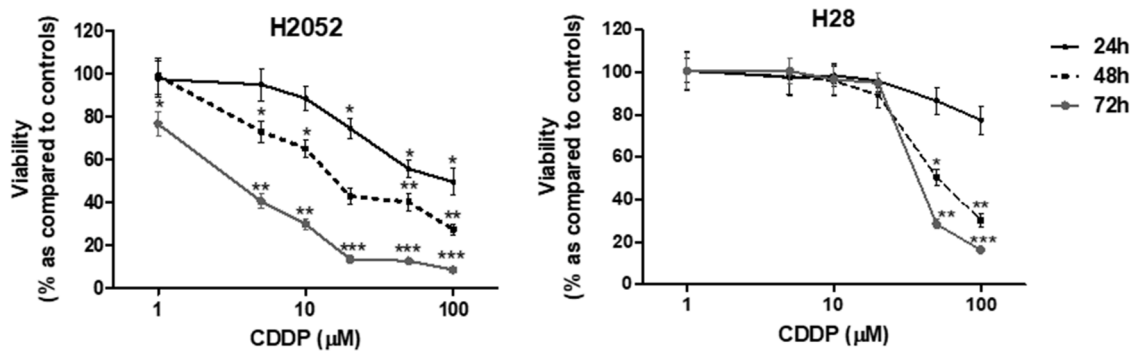 H2052
Viability
(% as compared to controls)
120
100
80
60
40
20
0
* * * * * * **
* ** ** *** *** ** ***
1 10 100
CDDP (µM)
H28
Viability
(% as compared to controls)
120
100
80
60
40
20
0
* ** ** ***
1 10 100
CDDP (µM)
24h
48h
72h